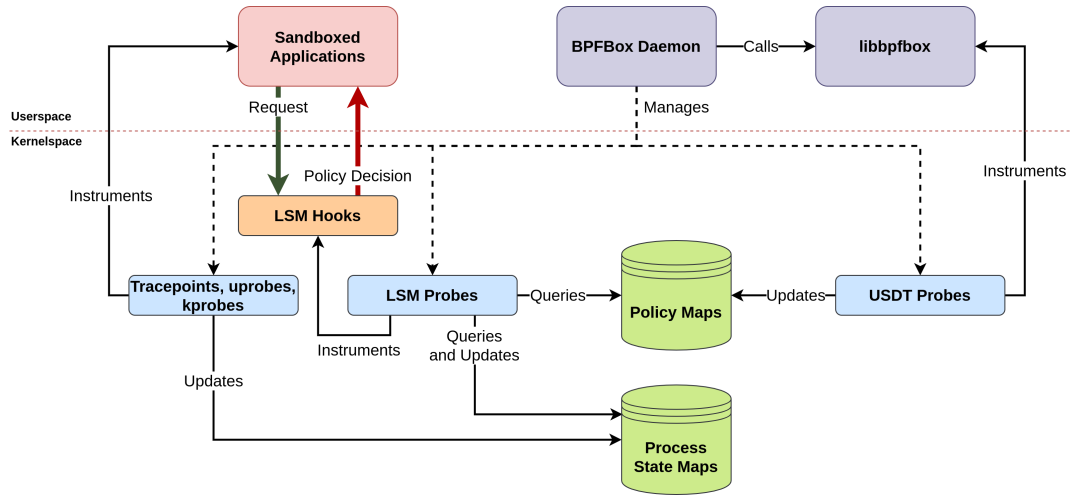 Sandboxed
Applications
BPFBox Daemon
Calls
libbpfbox
Request
Manages
Userspace
Kernelspace
Policy Decision
Instruments
Instruments
LSM Hooks
Tracepoints, uprobes,
kprobes
LSM Probes
Queries
Policy Maps
Updates
USDT Probes
Instruments
Queries
and Updates
Updates
Process
State Maps